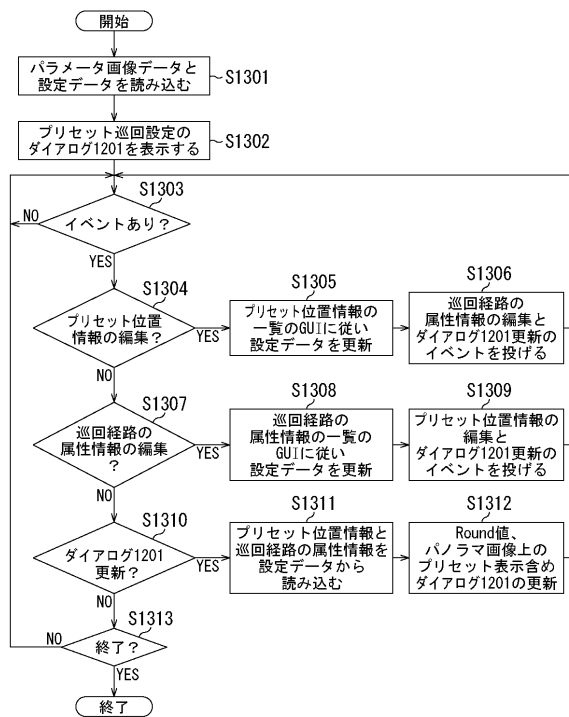 開始
パラメータ画像データと
設定データを読み込む
S1301
プリセット巡回設定の
ダイアログ1201を表示する
S1302
S1303
イベントあり?
NO
YES
S1304
プリセット位置
情報の編集?
YES
NO
S1305
プリセット位置情報の
一覧のGUIに従い
設定データを更新
S1306
巡回経路の
属性情報の編集と
ダイアログ1201更新の
イベントを投げる
S1307
巡回経路の
属性情報の編集
?
YES
NO
S1308
巡回経路の
属性情報の一覧の
GUIに従い
設定データを更新
S1309
プリセット位置情報の
編集と
ダイアログ1201更新の
イベントを投げる
S1310
ダイアログ1201
更新?
YES
NO
S1311
プリセット位置情報と
巡回経路の属性情報を
設定データから
読み込む
S1312
Round値、
パノラマ画像上の
プリセット表示含め
ダイアログ1201の更新
S1313
終了?
NO
YES
終了